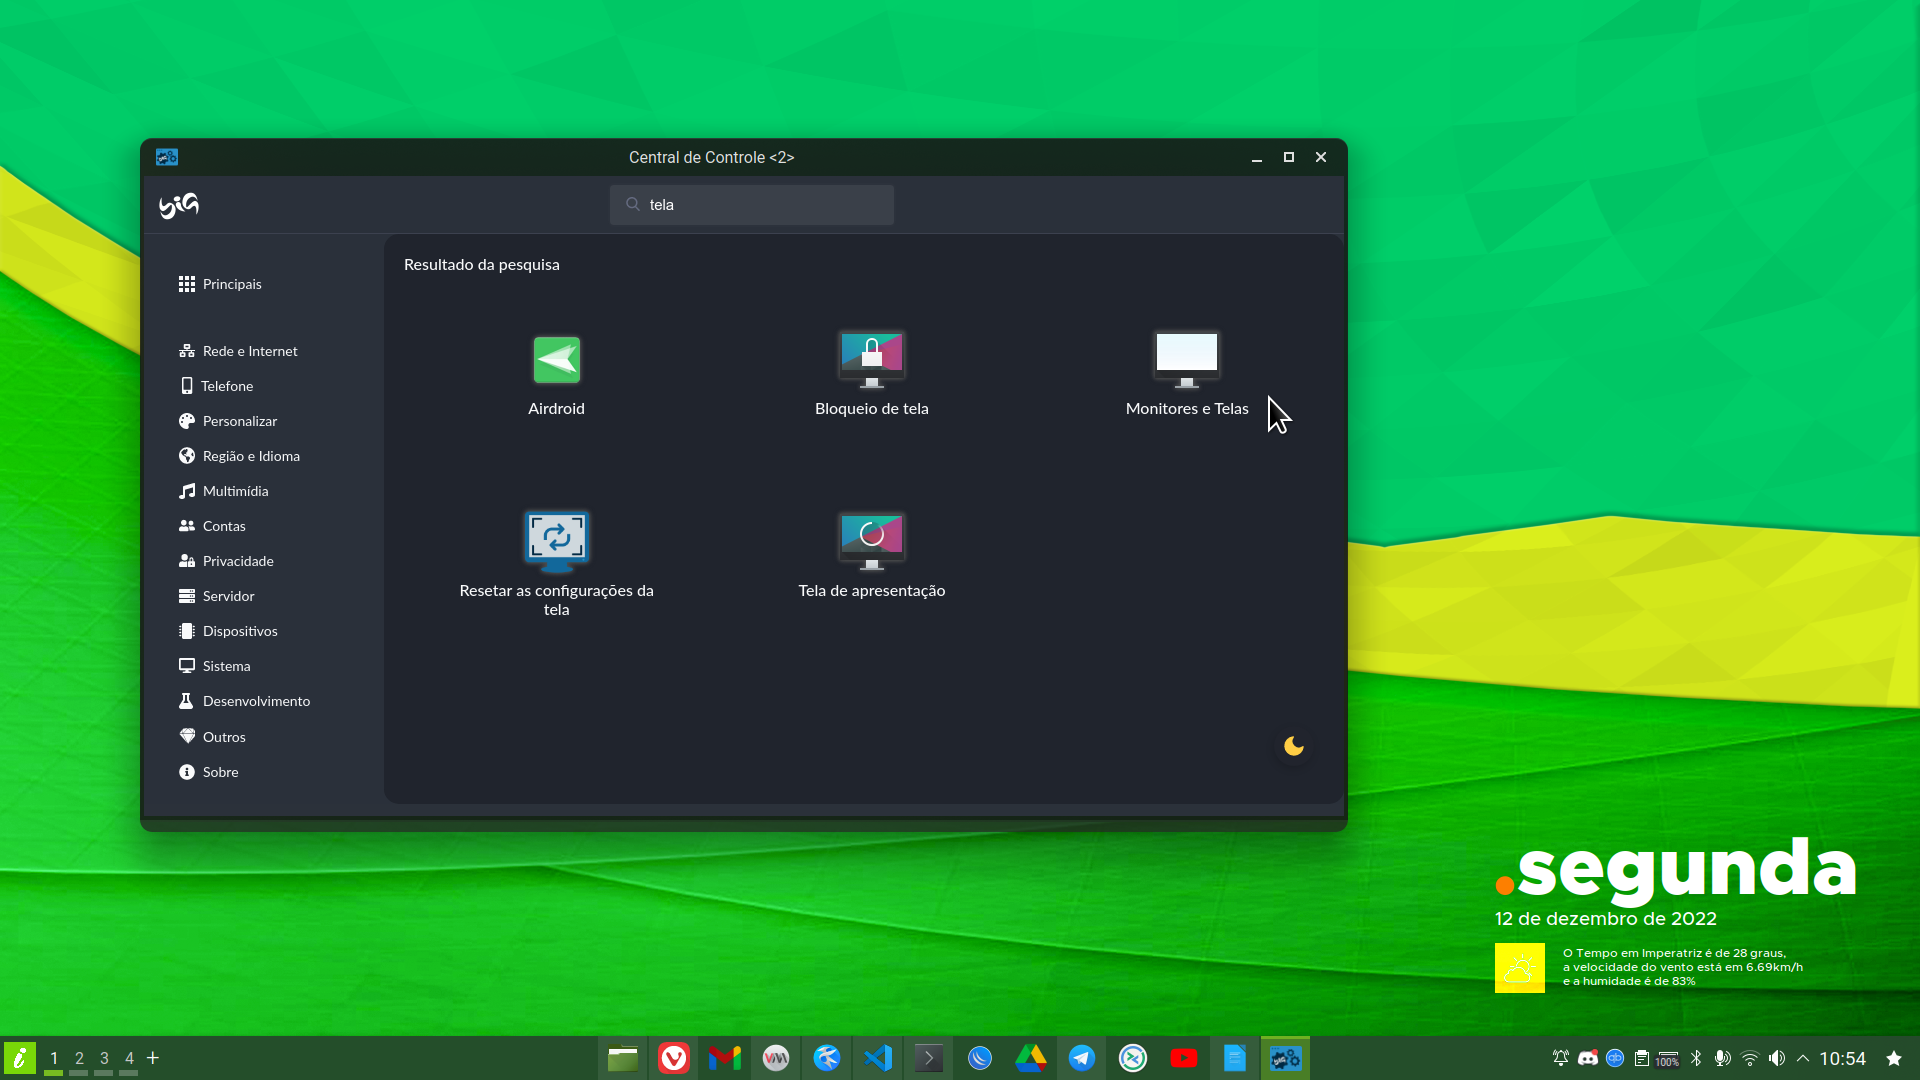 Central de Controle <2>
tela
Resultado da pesquisa
Principais
Rede e Internet
Telefone
Personalizar
Região e Idioma
Multimídia
Contas
Privacidade
Servidor
Dispositivos
Sistema
Desenvolvimento
Outros
Sobre
Airdroid
Bloqueio de tela
Monitores e Telas
Resetar as configurações da
tela
Tela de apresentação
.segunda
12 de dezembro de 2022
O Tempo em Imperatriz é de 28 graus,
a velocidade do vento está em 6.69km/h
e a humidade é de 83%
1 2 3 4 +
100%
10:54